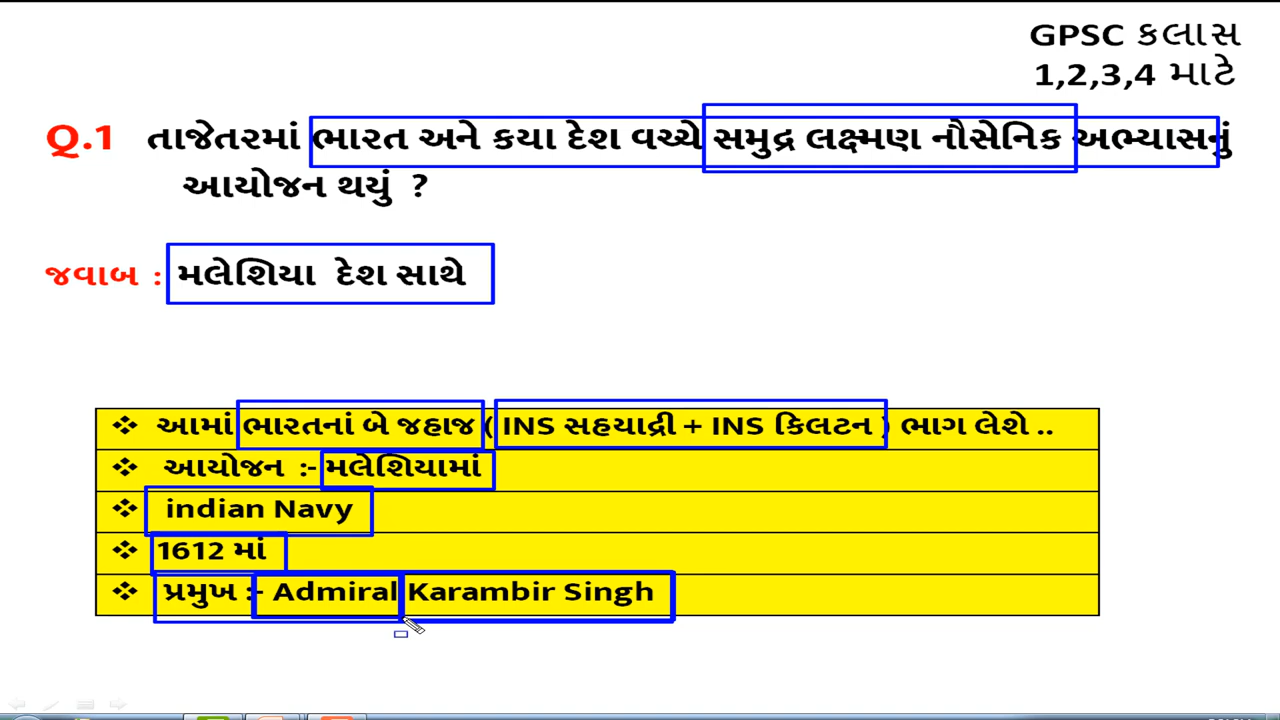 GPSC કલાસ
1,2,3,4 માટે
Q.1 તાજેતરમાં ભારત અને કયા દેશ વચ્ચે સમુદ્ર લક્ષ્મણ નૌસેનિક અભ્યાસનું
આયોજન થયું ?
જવાબ : મલેશિયા દેશ સાથે
❖ આમાં ભારતનાં બે જહાજ ( INS સહયાદ્રી + INS કિલટન ) ભાગ લેશે ..
❖ આયોજન :- મલેશિયામાં
❖ indian Navy
❖ 1612 માં
❖ પ્રમુખ :- Admiral Karambir Singh